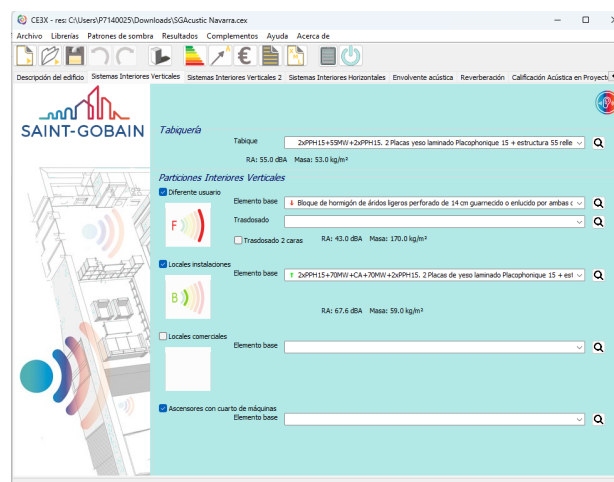 CE3X - res: C:\Users\P7140025\Downloads\SGAcustic Navarra.cex
Archivo Librerías Patrones de sombra Resultados Complementos Ayuda Acerca de
Descripción del edificio Sistemas Interiores Verticales Sistemas Interiores Verticales 2 Sistemas Interiores Horizontales Envolvente acústica Reverberación Calificación Acústica en Proyect
SAINT-GOBAIN
Tabiquería
Tabique 2xPPH15+55MW+2xPPH15. 2 Placas yeso laminado Placophonique 15 + estructura 55 relle
RA: 55.0 dBA Masa: 53.0 kg/m²
Particiones Interiores Verticales
Diferente usuario
Elemento base Bloque de hormigón de áridos ligeros perforado de 14 cm guarnecido o enlucido por ambas c
F
Trasdosado
Trasdosado 2 caras RA: 43.0 dBA Masa: 170.0 kg/m²
Locales instalaciones
Elemento base 2xPPH15+70MW+CA+70MW+2xPPH15. 2 Placas de yeso laminado Placophonique 15 + est
B
RA: 67.6 dBA Masa: 59.0 kg/m²
Locales comerciales
Elemento base
Ascensores con cuarto de máquinas
Elemento base